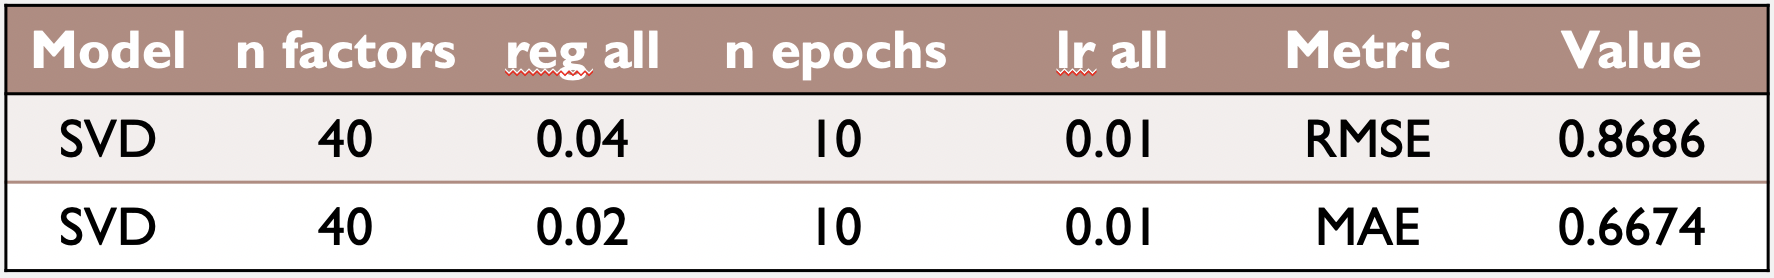 Model n factors reg all n epochs lr all Metric Value
SVD 40 0.04 10 0.01 RMSE 0.8686
SVD 40 0.02 10 0.01 MAE 0.6674